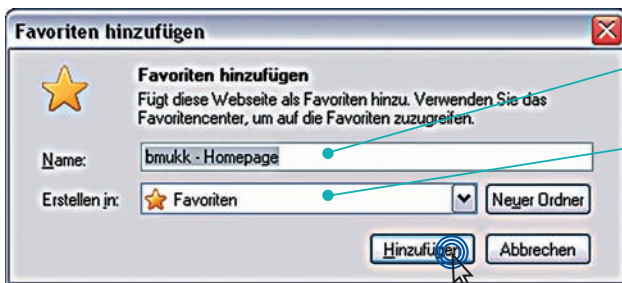 Favoriten hinzufügen
Favoriten hinzufügen
Fügt diese Webseite als Favoriten hinzu. Verwenden Sie das
Favoritencenter, um auf die Favoriten zuzugreifen.
Name: bmukk - Homepage
Erstellen in: Favoriten Neuer Ordner
Hinzufügen Abbrechen